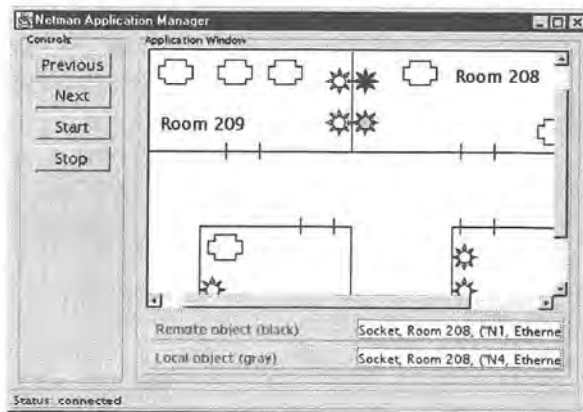 Netman Application Manager
Controls
Application Window
Previous
Next
Start
Stop
Room 208
Room 209
Remote object (black)
Socket, Room 208, ("N1, Etherne
Local object (gray)
Socket, Room 208, ("N4, Etherne
Status: connected